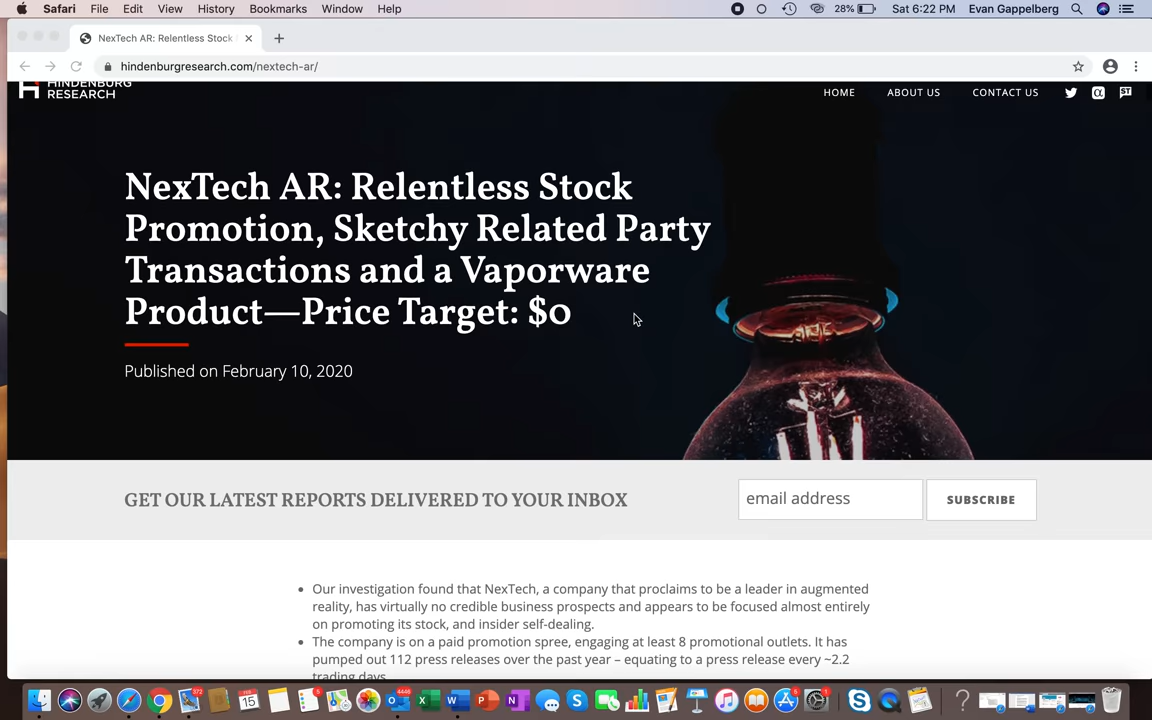 Safari File Edit View History Bookmarks Window Help 28% Sat 6:22 PM Evan Gappelberg
NexTech AR: Relentless Stock
hindenburgresearch.com/nextech-ar/
HINDENBURG
RESEARCH
HOME ABOUT US CONTACT US
NexTech AR: Relentless Stock
Promotion, Sketchy Related Party
Transactions and a Vaporware
Product—Price Target: $0
Published on February 10, 2020
GET OUR LATEST REPORTS DELIVERED TO YOUR INBOX
email address
SUBSCRIBE
• Our investigation found that NexTech, a company that proclaims to be a leader in augmented
reality, has virtually no credible business prospects and appears to be focused almost entirely
on promoting its stock, and insider self-dealing.
• The company is on a paid promotion spree, engaging at least 8 promotional outlets. It has
pumped out 112 press releases over the past year – equating to a press release every ~2.2
trading days.
372 15 4446